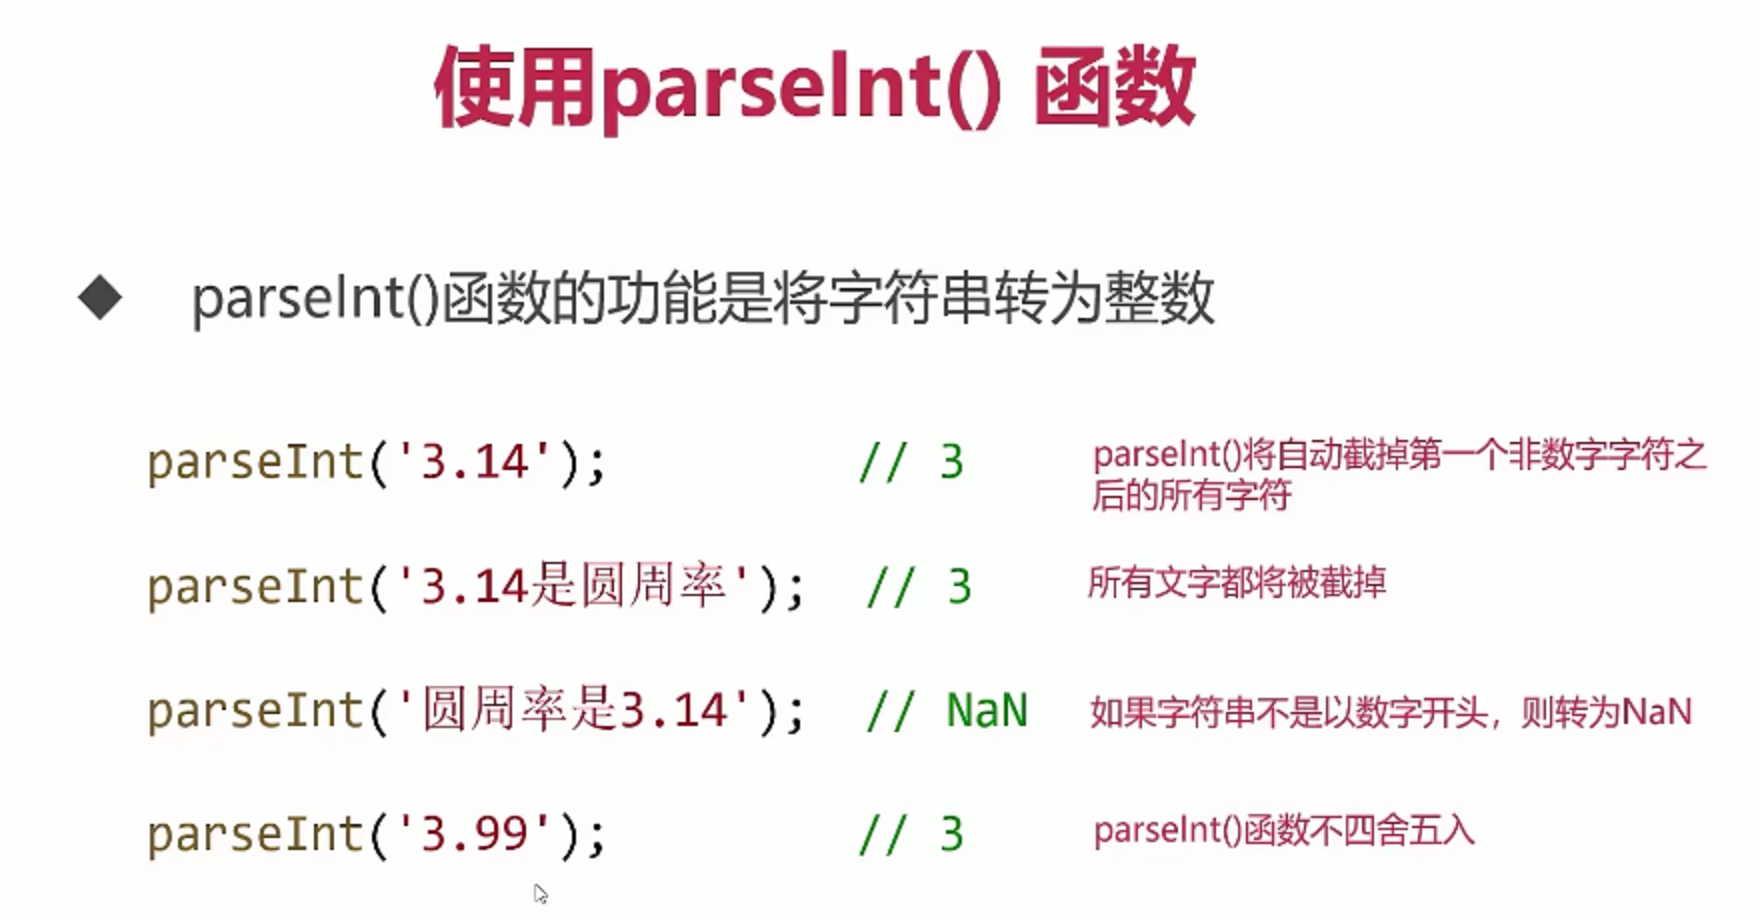 使用parseInt() 函数
◆ parseInt()函数的功能是将字符串转为整数
parseInt('3.14'); // 3 parseInt()将自动截掉第一个非数字字符之
后的所有字符
parseInt('3.14是圆周率'); // 3 所有文字都将被截掉
parseInt('圆周率是3.14'); // NaN 如果字符串不是以数字开头，则转为NaN
parseInt('3.99'); // 3 parseInt()函数不四舍五入